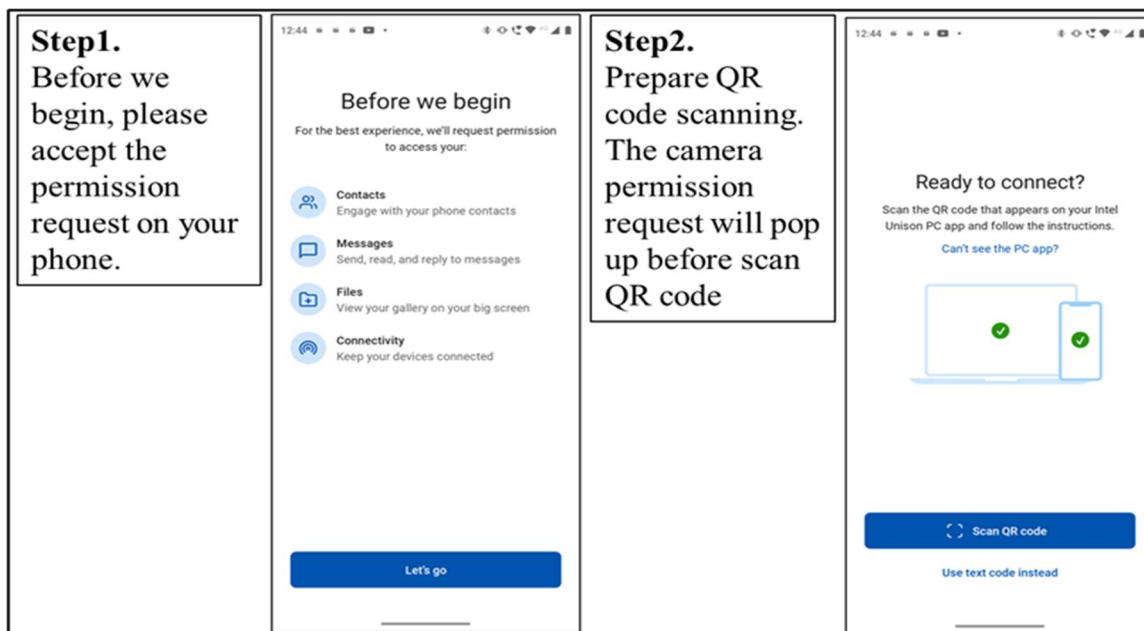 Step1.
Before we
begin, please
accept the
permission
request on your
phone.
12:44
Before we begin
For the best experience, we'll request permission
to access your:
Contacts
Engage with your phone contacts
Messages
Send, read, and reply to messages
Files
View your gallery on your big screen
Connectivity
Keep your devices connected
Let's go
Step2.
Prepare QR
code scanning.
The camera
permission
request will pop
up before scan
QR code
12:44
Ready to connect?
Scan the QR code that appears on your Intel
Unison PC app and follow the instructions.
Can't see the PC app?
Scan QR code
Use text code instead